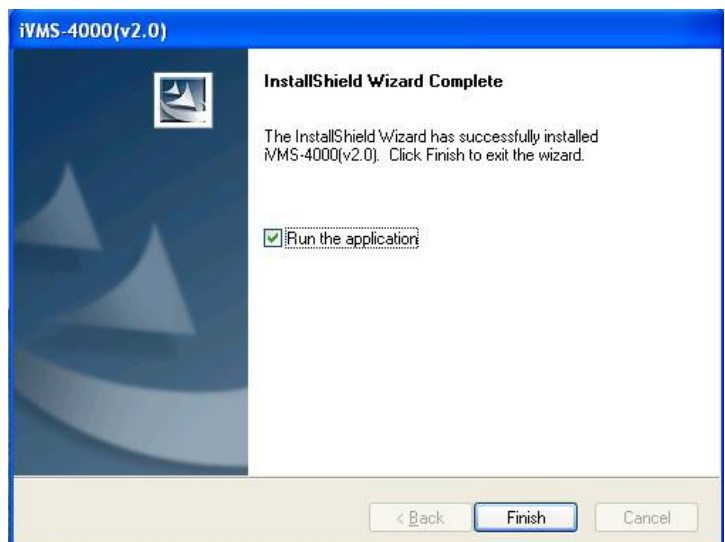 iVMS-4000(v2.0)
InstallShield Wizard Complete
The InstallShield Wizard has successfully installed
iVMS-4000(v2.0). Click Finish to exit the wizard.
Run the application
< Back
Finish
Cancel